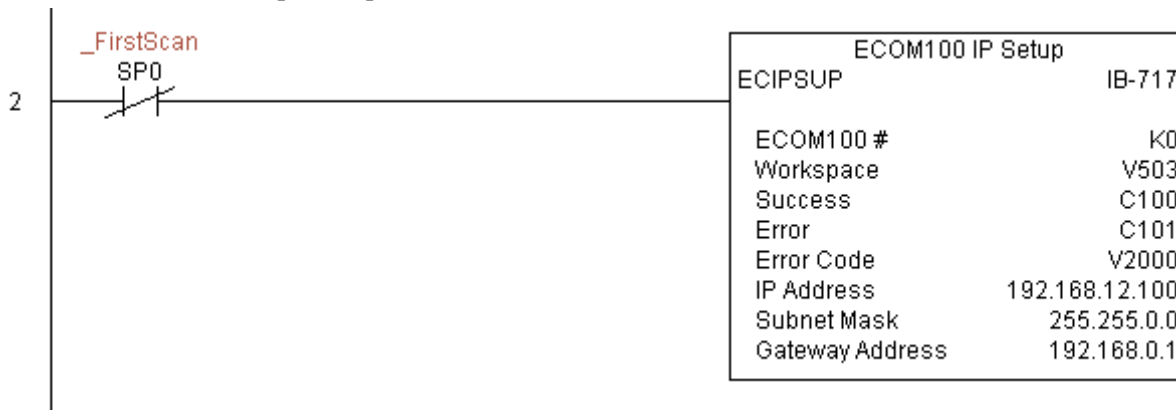 _FirstScan
SP0
2
ECOM100 IP Setup
ECIPSUP IB-717
ECOM100 # K0
Workspace V503
Success C100
Error C101
Error Code V2000
IP Address 192.168.12.100
Subnet Mask 255.255.0.0
Gateway Address 192.168.0.1